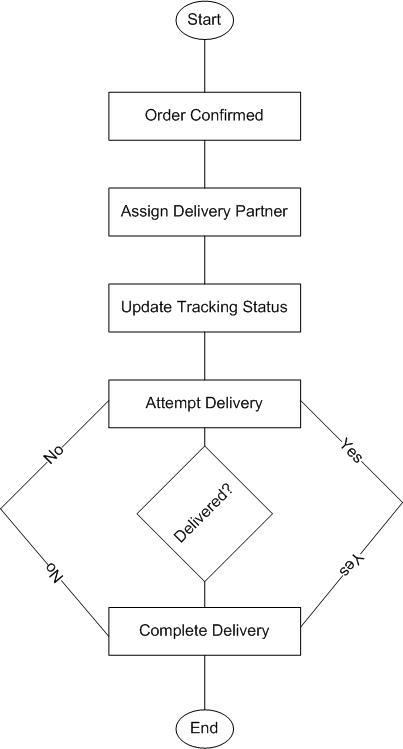 Start
Order Confirmed
Assign Delivery Partner
Update Tracking Status
Attempt Delivery
No
Yes
Delivered?
No
Yes
Complete Delivery
End